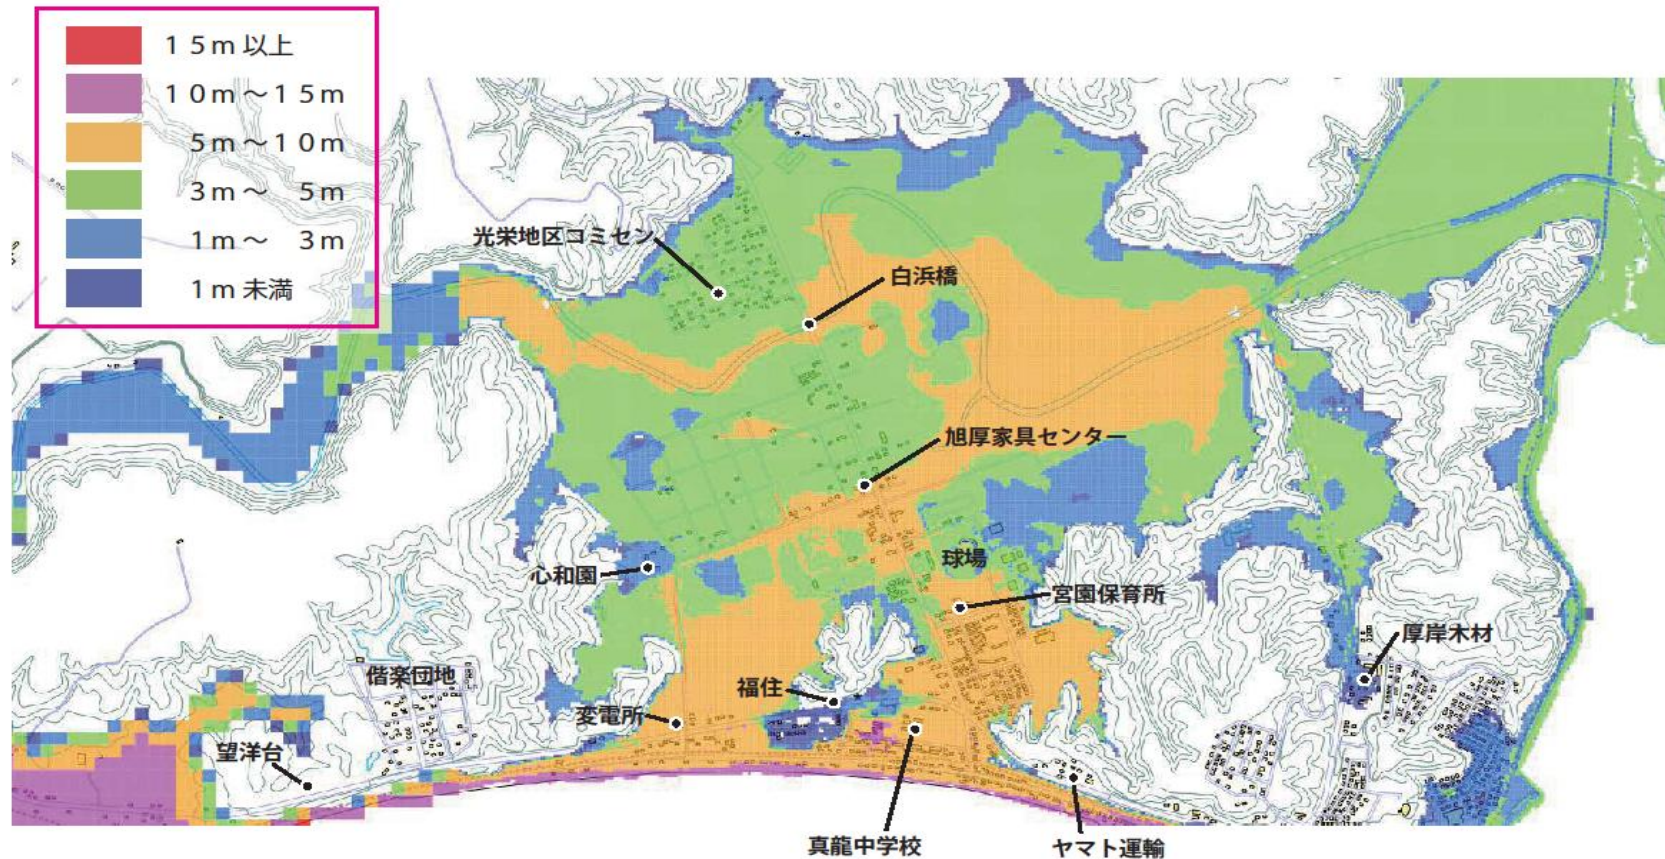 １５ｍ以上
１０ｍ～１５ｍ
５ｍ～１０ｍ
３ｍ～　５ｍ
１ｍ～　３ｍ
１ｍ未満
光栄地区コミセン
白浜橋
旭厚家具センター
心和園
球場
宮園保育所
厚岸木材
偕楽団地
福住
変電所
望洋台
真龍中学校
ヤマト運輸